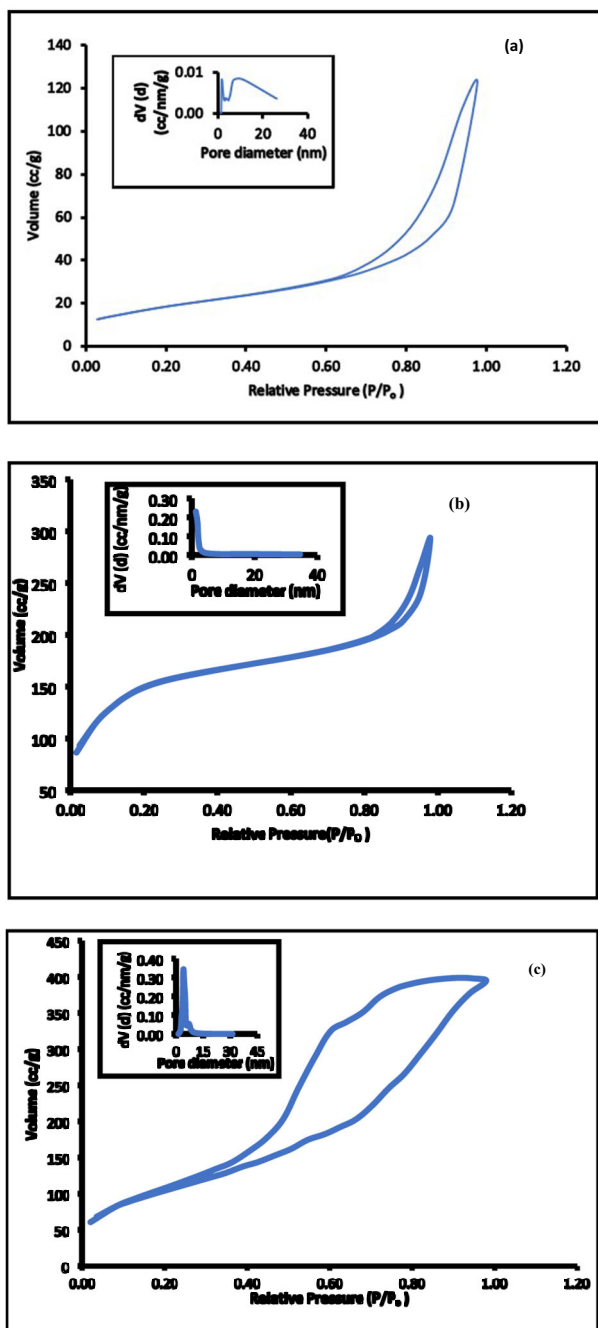 (a)
140
120
100
80
60
40
20
0
Volume (cc/g)
0.00 0.20 0.40 0.60 0.80 1.00 1.20
Relative Pressure (P/Po )
dV (d)
(cc/nm/g)
0.01
0.00
0 20 40
Pore diameter (nm)
(b)
350
300
250
200
150
100
50
Volume (cc/g)
0.00 0.20 0.40 0.60 0.80 1.00 1.20
Relative Pressure(P/P0 )
dV (d) (cc/nm/g)
0.30
0.20
0.10
0.00
0 20 40
Pore diameter (nm)
(c)
450
400
350
300
250
200
150
100
50
0
Volume (cc/g)
0.00 0.20 0.40 0.60 0.80 1.00 1.20
Relative Pressure (P/Po )
dV (d) (cc/nm/g)
0.40
0.30
0.20
0.10
0.00
0 15 30 45
Pore diameter (nm)